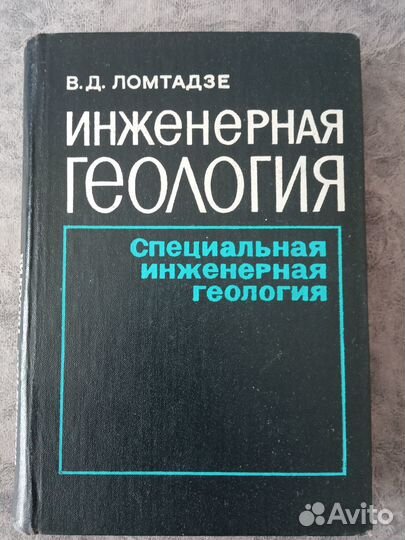 В.Д. ЛОМТАДЗЕ
ИНЖЕНЕРНАЯ
ГЕОЛОГИЯ
Специальная
инженерная
геология
Avito